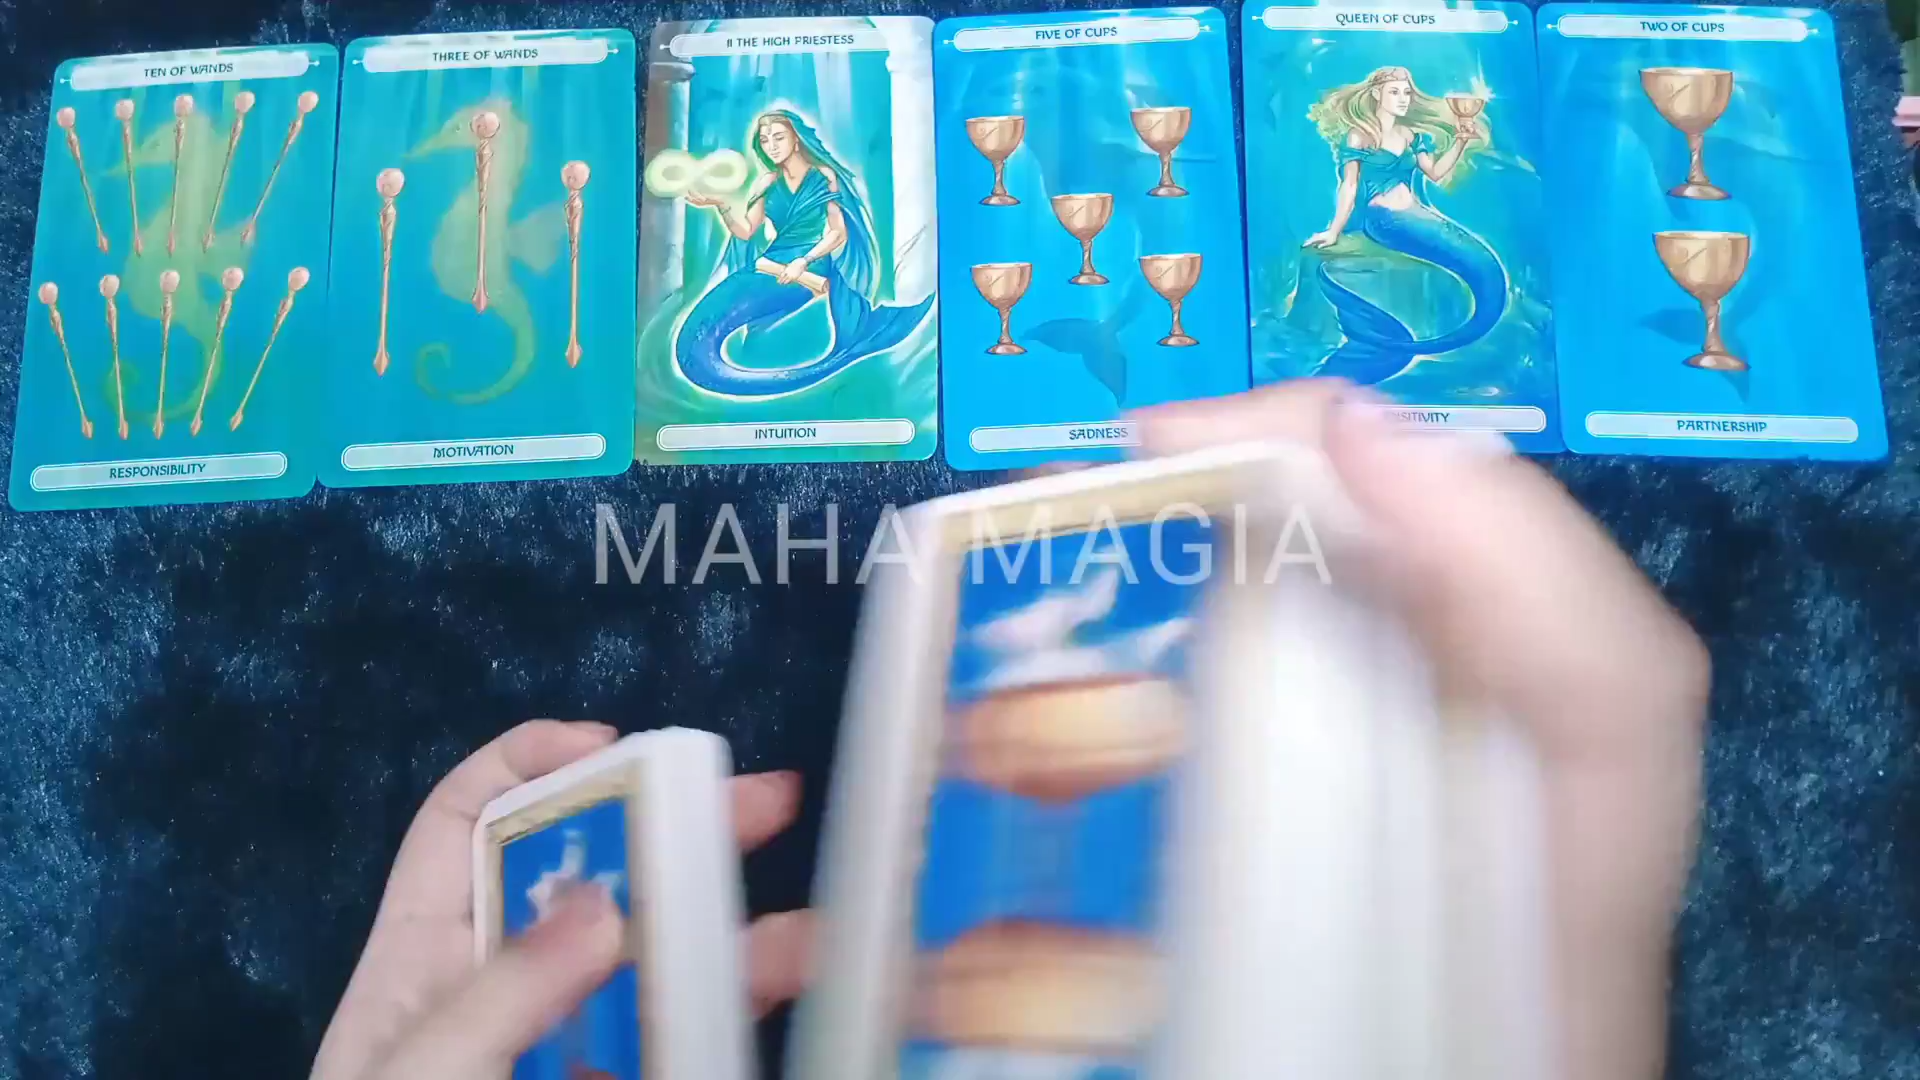 TEN OF WANDS
THREE OF WANDS
II THE HIGH PRIESTESS
FIVE OF CUPS
QUEEN OF CUPS
TWO OF CUPS
RESPONSIBILITY
MOTIVATION
INTUITION
SADNESS
PARTNERSHIP
MAHA MAGIA